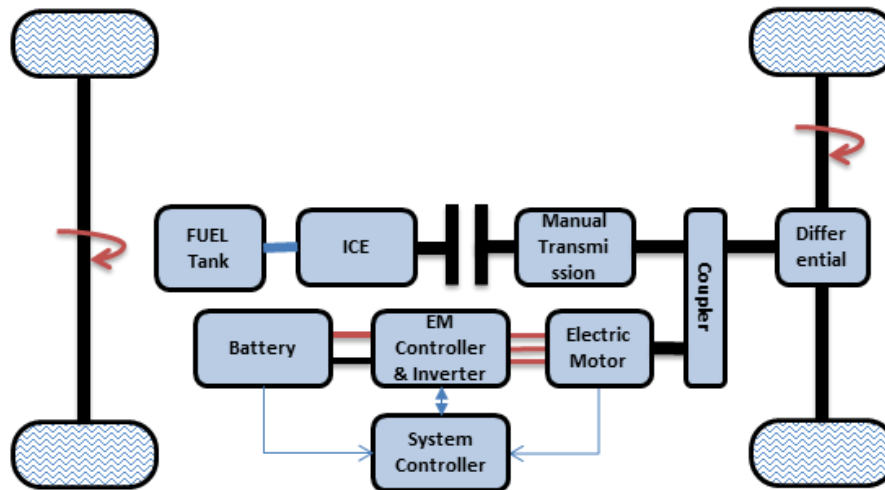 FUEL
Tank
ICE
Manual
Transmi
ssion
Coupler
Differ
ential
Battery
EM
Controller
& Inverter
Electric
Motor
System
Controller